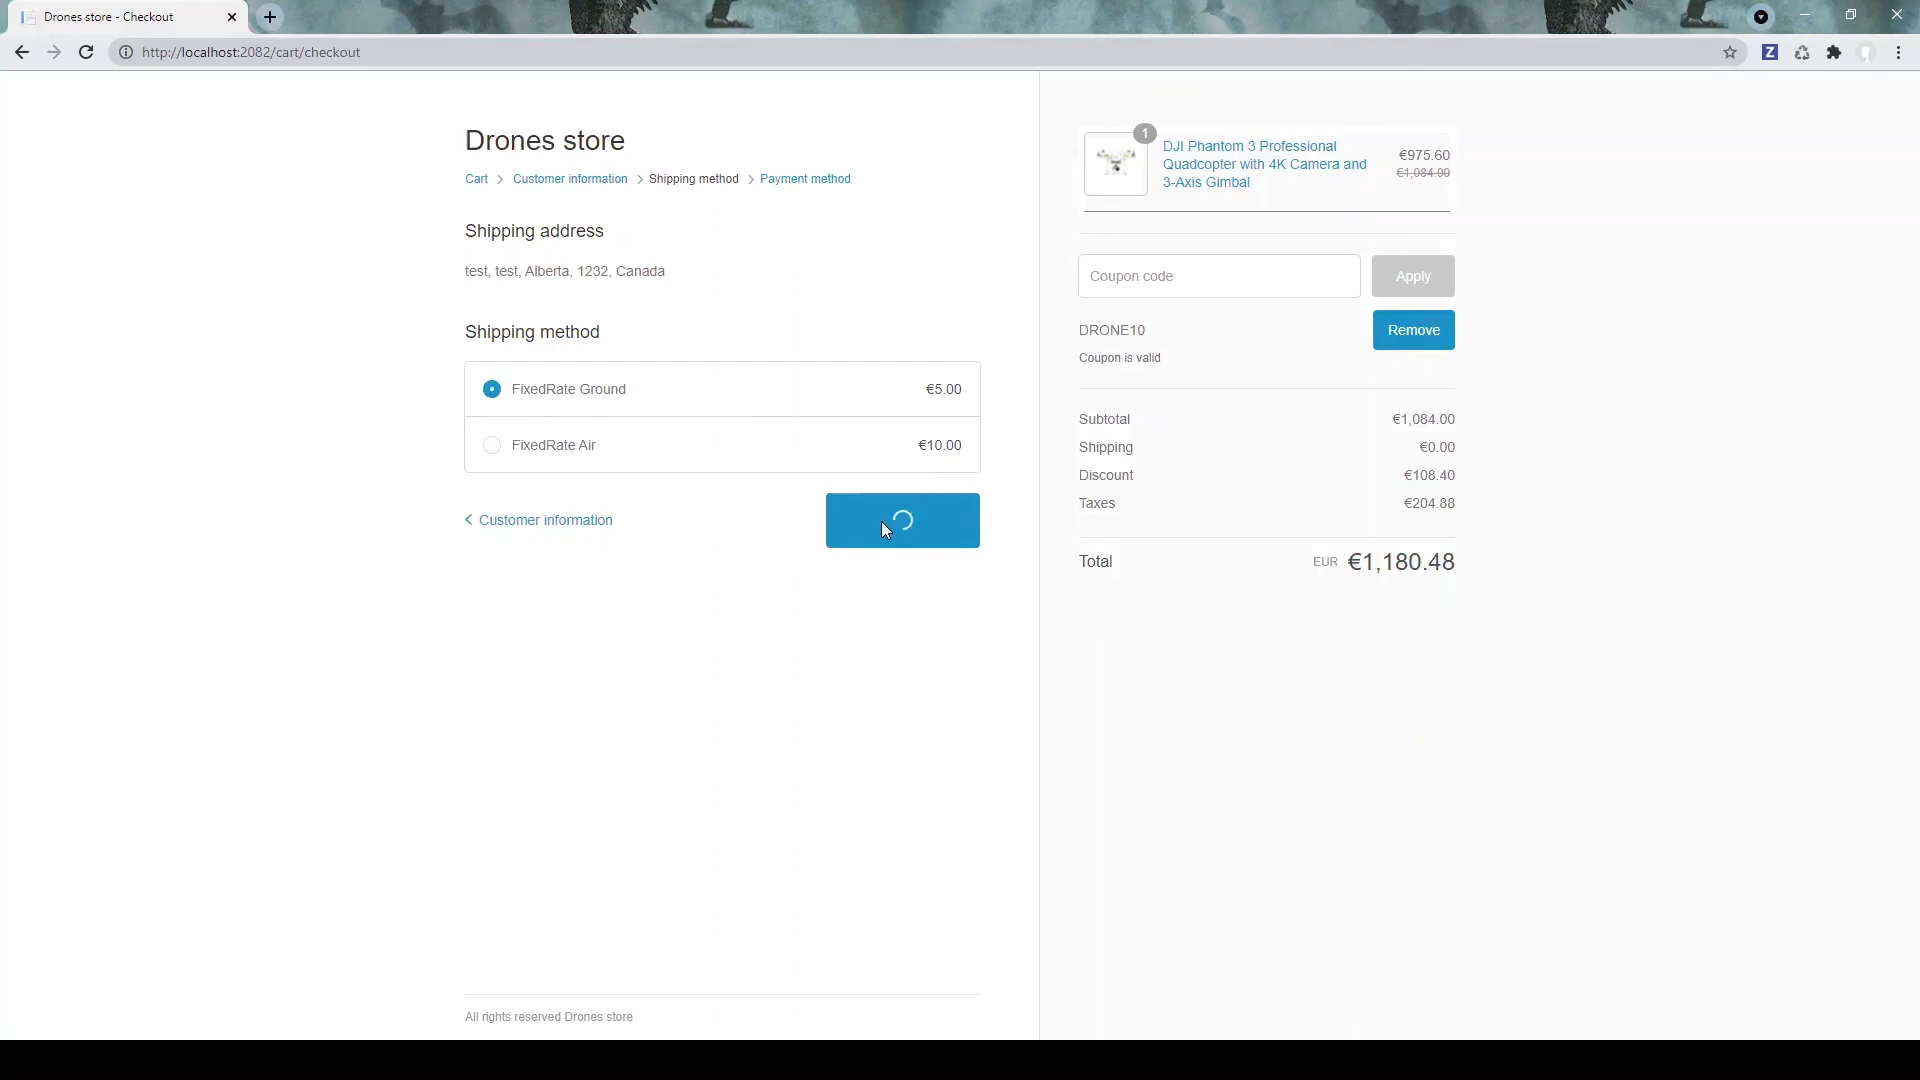 Drones store - Checkout
http://localhost:2082/cart/checkout
Z
Drones store
Cart > Customer information > Shipping method > Payment method
Shipping address
test, test, Alberta, 1232, Canada
Shipping method
FixedRate Ground €5.00
FixedRate Air €10.00
< Customer information
All rights reserved Drones store
1
DJI Phantom 3 Professional
Quadcopter with 4K Camera and
3-Axis Gimbal
€975.60
€1,084.00
Coupon code Apply
DRONE10 Remove
Coupon is valid
Subtotal €1,084.00
Shipping €0.00
Discount €108.40
Taxes €204.88
Total EUR €1,180.48